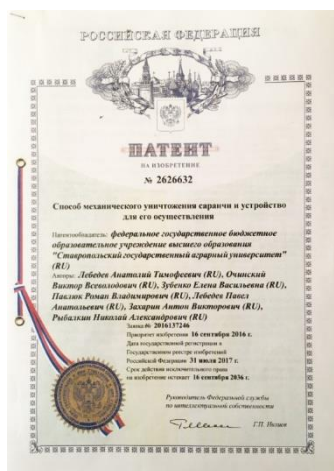 РОССИЙСКАЯ ФЕДЕРАЦИЯ
ПАТЕНТ
НА ИЗОБРЕТЕНИЕ
№ 2626632
Способ механического уничтожения саранчи и устройство
для его осуществления
Патентообладатель: федеральное государственное бюджетное
образовательное учреждение высшего образования
"Ставропольский государственный аграрный университет"
(RU)
Авторы: Лебедев Анатолий Тимофеевич (RU), Очинский
Виктор Всеволодович (RU), Зубенко Елена Васильевна (RU),
Павлюк Роман Владимирович (RU), Лебедев Павел
Анатольевич (RU), Захарин Антон Викторович (RU),
Рыбалкин Николай Александрович (RU)
Заявка № 2016137246
Приоритет изобретения 16 сентября 2016 г.
Дата государственной регистрации в
Государственном реестре изобретений
Российской Федерации 31 июля 2017 г.
Срок действия исключительного права
на изобретение истекает 16 сентября 2036 г.
Руководитель Федеральной службы
по интеллектуальной собственности
Г.П. Ивлиев